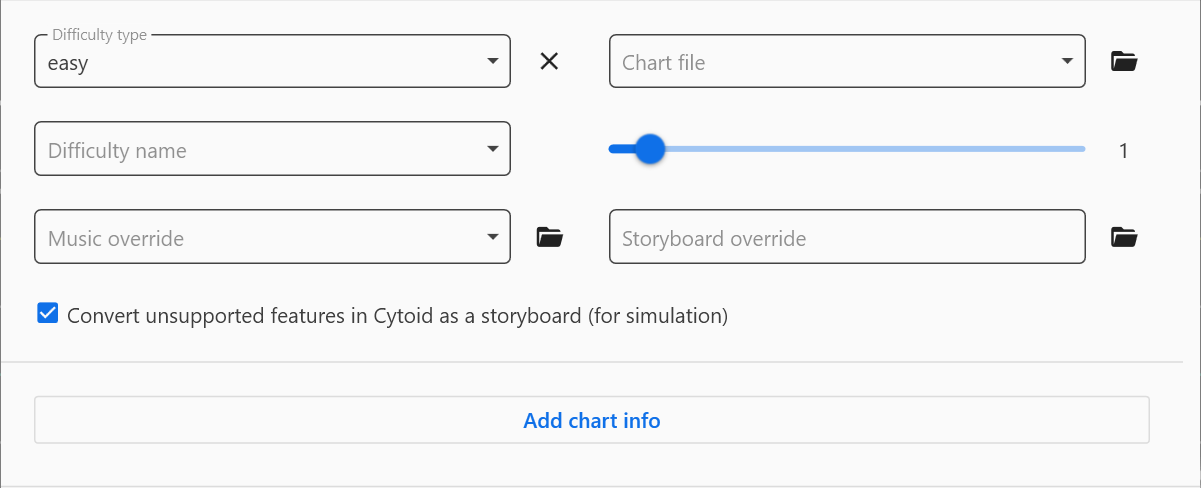 Difficulty type
easy
Chart file
Difficulty name
1
Music override
Storyboard override
Convert unsupported features in Cytoid as a storyboard (for simulation)
Add chart info